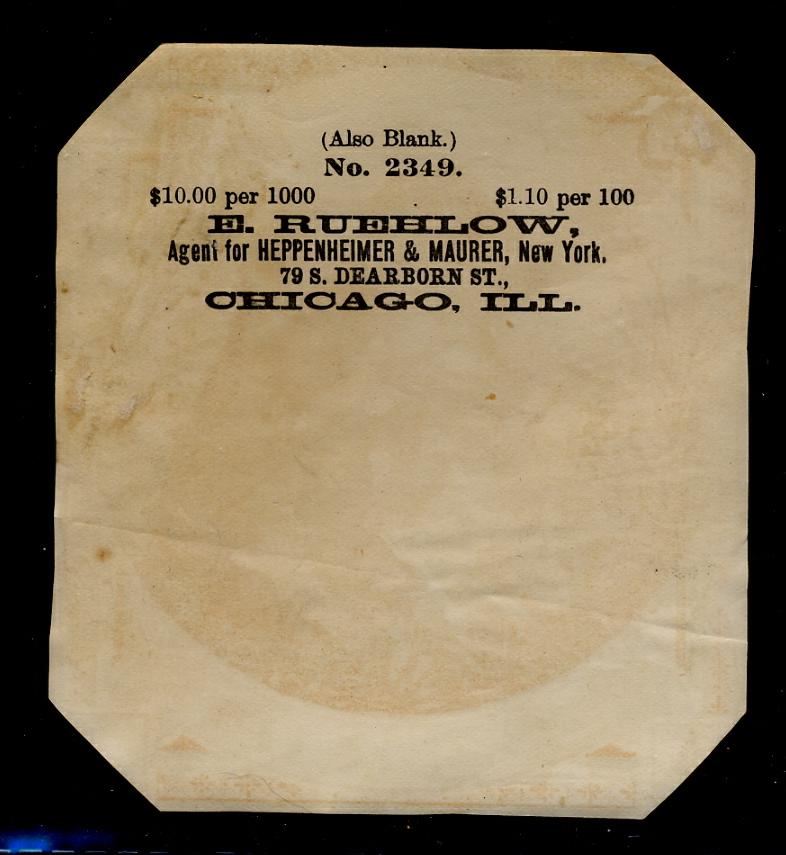 (Also Blank.)
No. 2349.
$10.00 per 1000 $1.10 per 100
E. RUEHLOW,
Agent for HEPPENHEIMER & MAURER, New York.
79 S. DEARBORN ST.,
CHICAGO, ILL.